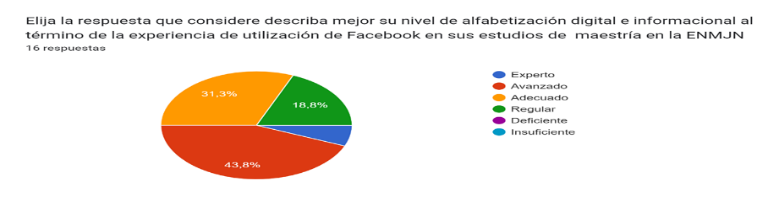 Elija la respuesta que considere describa mejor su nivel de alfabetización digital e informacional al
término de la experiencia de utilización de Facebook en sus estudios de maestría en la ENMJN
16 respuestas
Experto
Avanzado
Adecuado
Regular
Deficiente
Insuficiente
31,3%
18,8%
43,8%